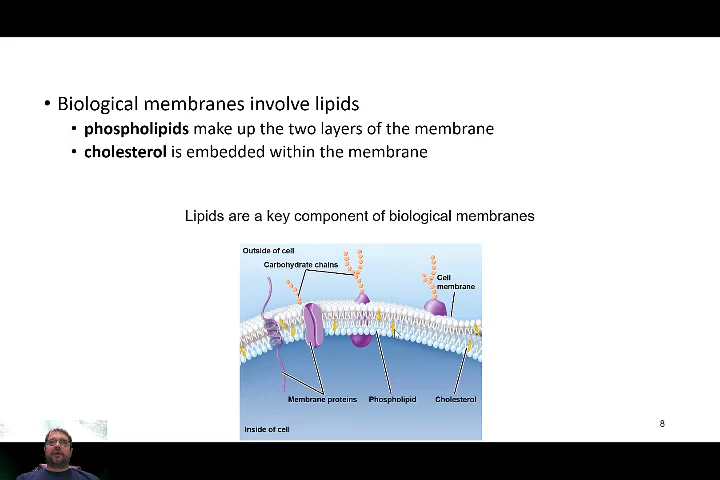 • Biological membranes involve lipids
• phospholipids make up the two layers of the membrane
• cholesterol is embedded within the membrane
Lipids are a key component of biological membranes
Outside of cell
Carbohydrate chains
Cell
membrane
Membrane proteins
Phospholipid
Cholesterol
Inside of cell
8